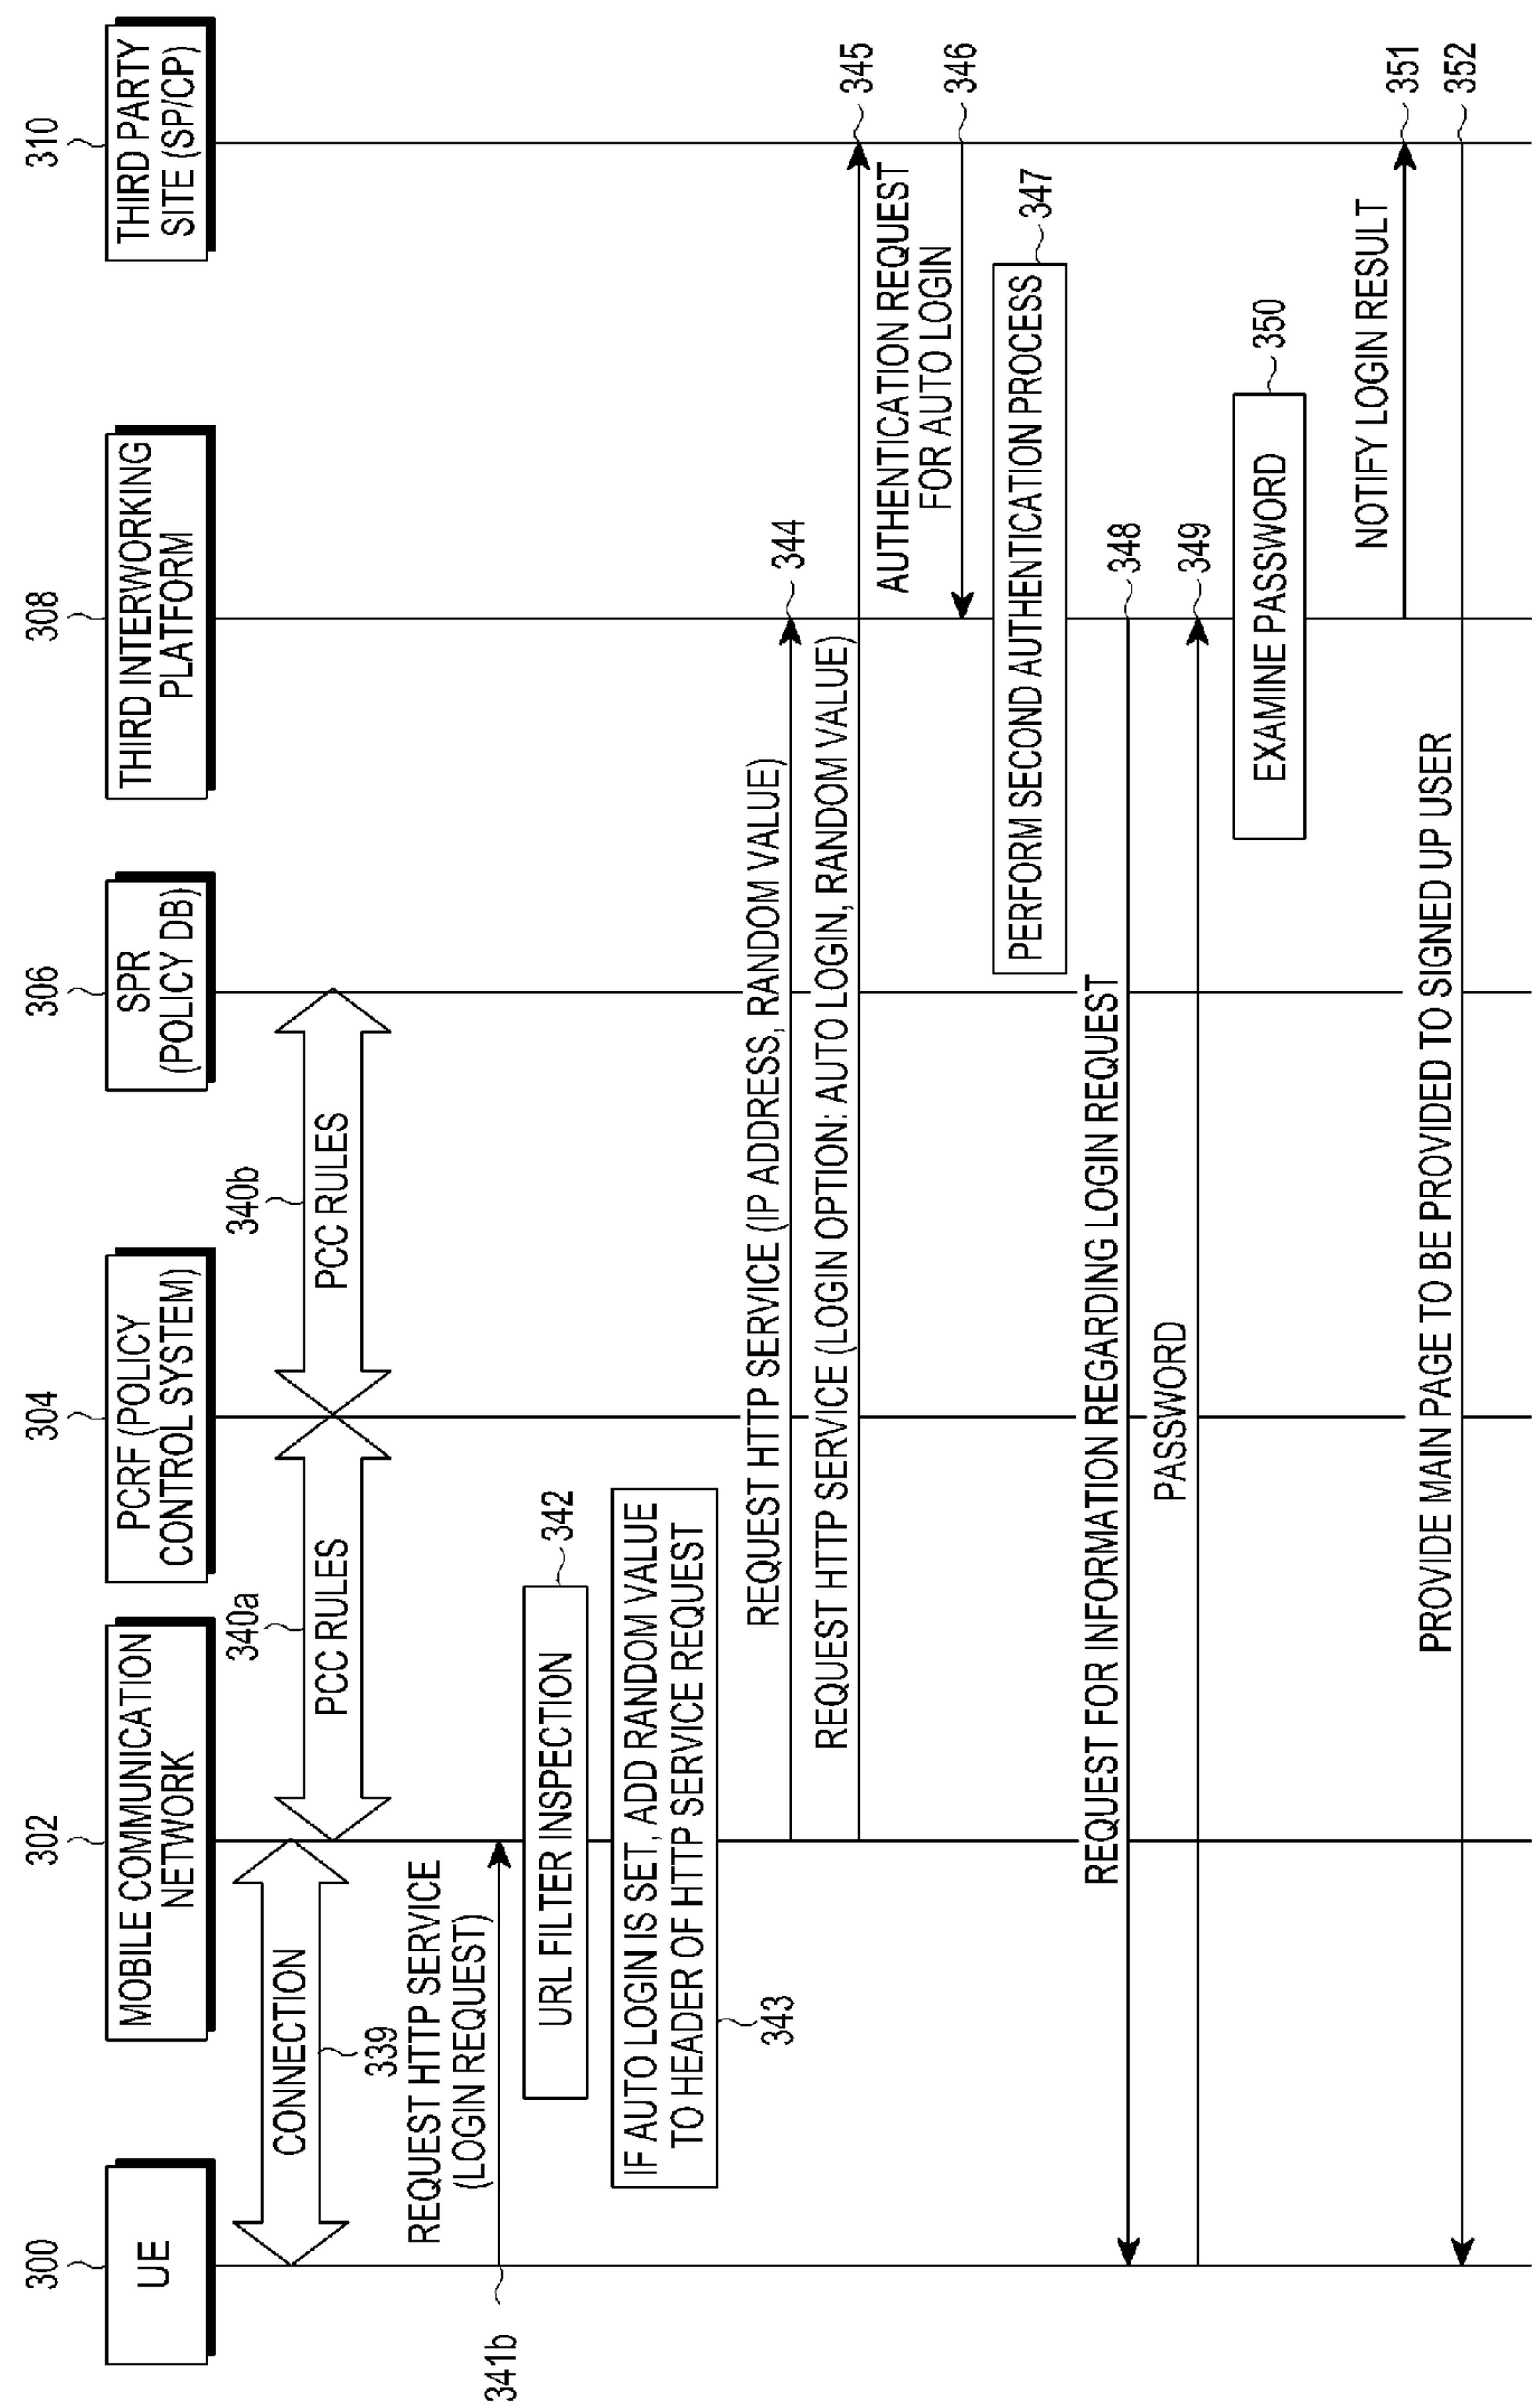 300
302
304
306
308
310
UE
MOBILE COMMUNICATION
NETWORK
PCRF (POLICY
CONTROL SYSTEM)
SPR
(POLICY DB)
THIRD INTERWORKING
PLATFORM
THIRD PARTY
SITE (SP/CP)
CONNECTION
339
340a
PCC RULES
340b
PCC RULES
REQUEST HTTP SERVICE
(LOGIN REQUEST)
341b
URL FILTER INSPECTION
342
IF AUTO LOGIN IS SET, ADD RANDOM VALUE
TO HEADER OF HTTP SERVICE REQUEST
343
REQUEST HTTP SERVICE (IP ADDRESS, RANDOM VALUE)
344
REQUEST HTTP SERVICE (LOGIN OPTION: AUTO LOGIN, RANDOM VALUE)
345
AUTHENTICATION REQUEST
FOR AUTO LOGIN
346
PERFORM SECOND AUTHENTICATION PROCESS
347
REQUEST FOR INFORMATION REGARDING LOGIN REQUEST
348
PASSWORD
349
EXAMINE PASSWORD
350
NOTIFY LOGIN RESULT
351
PROVIDE MAIN PAGE TO BE PROVIDED TO SIGNED UP USER
352